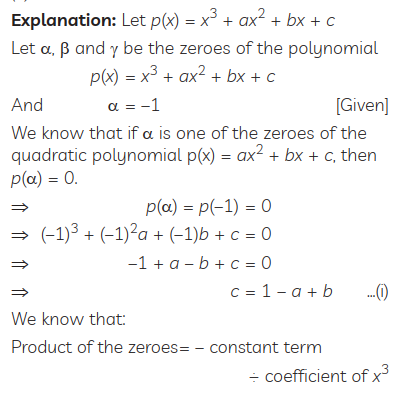 Explanation: Let p(x) = x³ + ax² + bx + c
Let α, β and γ be the zeroes of the polynomial
p(x) = x³ + ax² + bx + c
And α = –1 [Given]
We know that if α is one of the zeroes of the
quadratic polynomial p(x) = ax² + bx + c, then
p(α) = 0.
⇒ p(α) = p(–1) = 0
⇒ (–1)³ + (–1)²a + (–1)b + c = 0
⇒ –1 + a – b + c = 0
⇒ c = 1 – a + b ...(i)
We know that:
Product of the zeroes= – constant term
÷ coefficient of x³